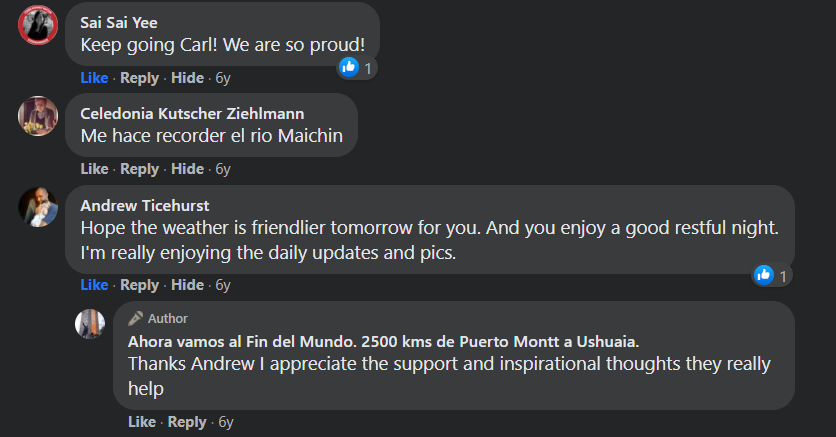 Sai Sai Yee
Keep going Carl! We are so proud!
1
Like · Reply · Hide · 6y
Celedonia Kutscher Ziehlmann
Me hace recorder el rio Maichin
Like · Reply · Hide · 6y
Andrew Ticehurst
Hope the weather is friendlier tomorrow for you. And you enjoy a good restful night.
I'm really enjoying the daily updates and pics.
1
Like · Reply · Hide · 6y
Author
Ahora vamos al Fin del Mundo. 2500 kms de Puerto Montt a Ushuaia.
Thanks Andrew I appreciate the support and inspirational thoughts they really
help
Like · Reply · 6y